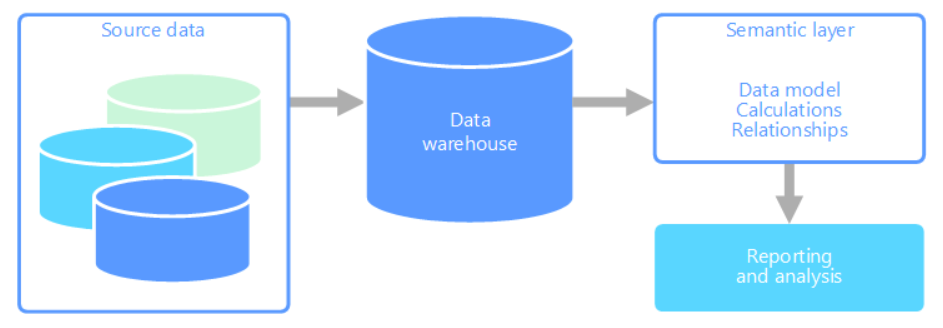 Source data
Data
warehouse
Semantic layer
Data model
Calculations
Relationships
Reporting
and analysis